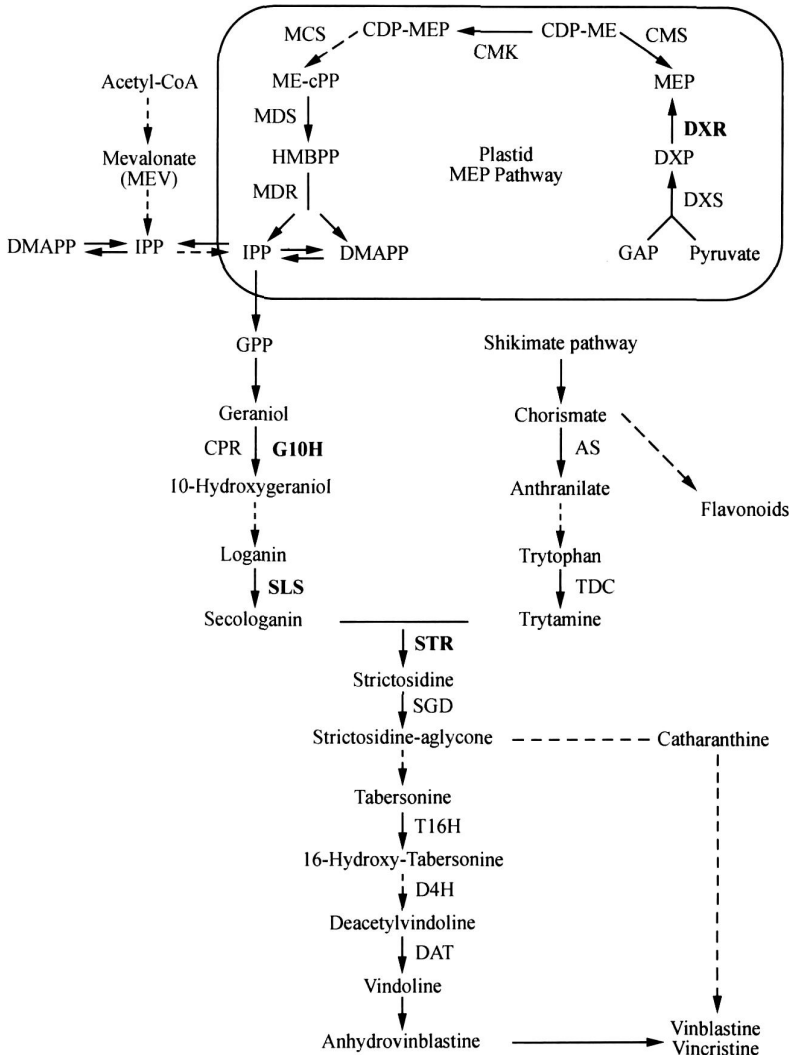 MCS
CDP-MEP
CMK
CDP-ME
CMS
Acetyl-CoA
ME-cPP
MEP
MDS
DXR
Mevalonate
(MEV)
HMBPP
Plastid
MEP Pathway
DXP
MDR
DXS
DMAPP
IPP
IPP
DMAPP
GAP
Pyruvate
GPP
Shikimate pathway
Geraniol
Chorismate
CPR
G10H
AS
10-Hydroxygeraniol
Anthranilate
Flavonoids
Loganin
Trytophan
SLS
TDC
Secologanin
Trytamine
STR
Strictosidine
SGD
Strictosidine-aglycone
Catharanthine
Tabersonine
T16H
16-Hydroxy-Tabersonine
D4H
Deacetylvindoline
DAT
Vindoline
Anhydrovinblastine
Vinblastine
Vincristine